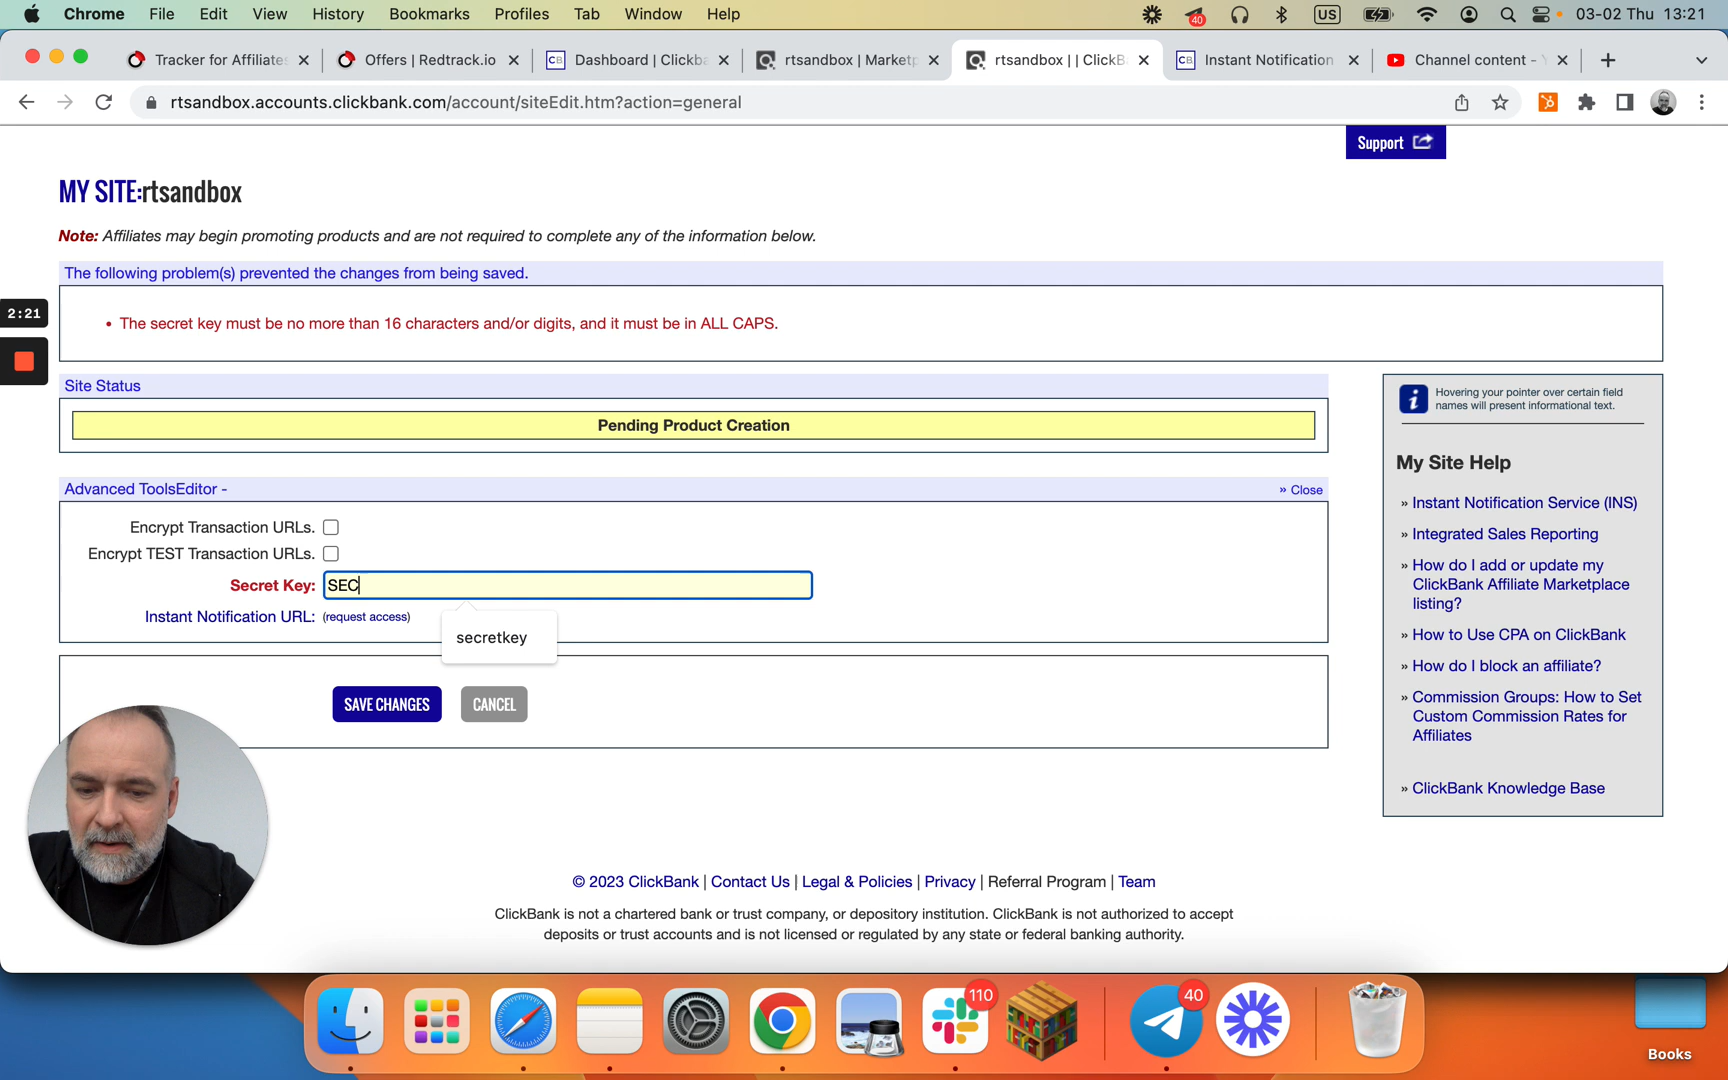 Chrome File Edit View History Bookmarks Profiles Tab Window Help
40 US 03-02 Thu 13:21
Tracker for Affiliates Offers | Redtrack.io CB Dashboard | Clickba rtsandbox | Marketp rtsandbox | | ClickB CB Instant Notification Channel content - Y
rtsandbox.accounts.clickbank.com/account/siteEdit.htm?action=general
Support
MY SITE:rtsandbox
Note: Affiliates may begin promoting products and are not required to complete any of the information below.
The following problem(s) prevented the changes from being saved.
2:21
• The secret key must be no more than 16 characters and/or digits, and it must be in ALL CAPS.
Site Status
Pending Product Creation
Advanced ToolsEditor -
» Close
Encrypt Transaction URLs.
Encrypt TEST Transaction URLs.
Secret Key: SEC
Instant Notification URL: (request access)
secretkey
SAVE CHANGES CANCEL
i Hovering your pointer over certain field
names will present informational text.
My Site Help
» Instant Notification Service (INS)
» Integrated Sales Reporting
» How do I add or update my
ClickBank Affiliate Marketplace
listing?
» How to Use CPA on ClickBank
» How do I block an affiliate?
» Commission Groups: How to Set
Custom Commission Rates for
Affiliates
» ClickBank Knowledge Base
© 2023 ClickBank | Contact Us | Legal & Policies | Privacy | Referral Program | Team
ClickBank is not a chartered bank or trust company, or depository institution. ClickBank is not authorized to accept
deposits or trust accounts and is not licensed or regulated by any state or federal banking authority.
110 40
Books